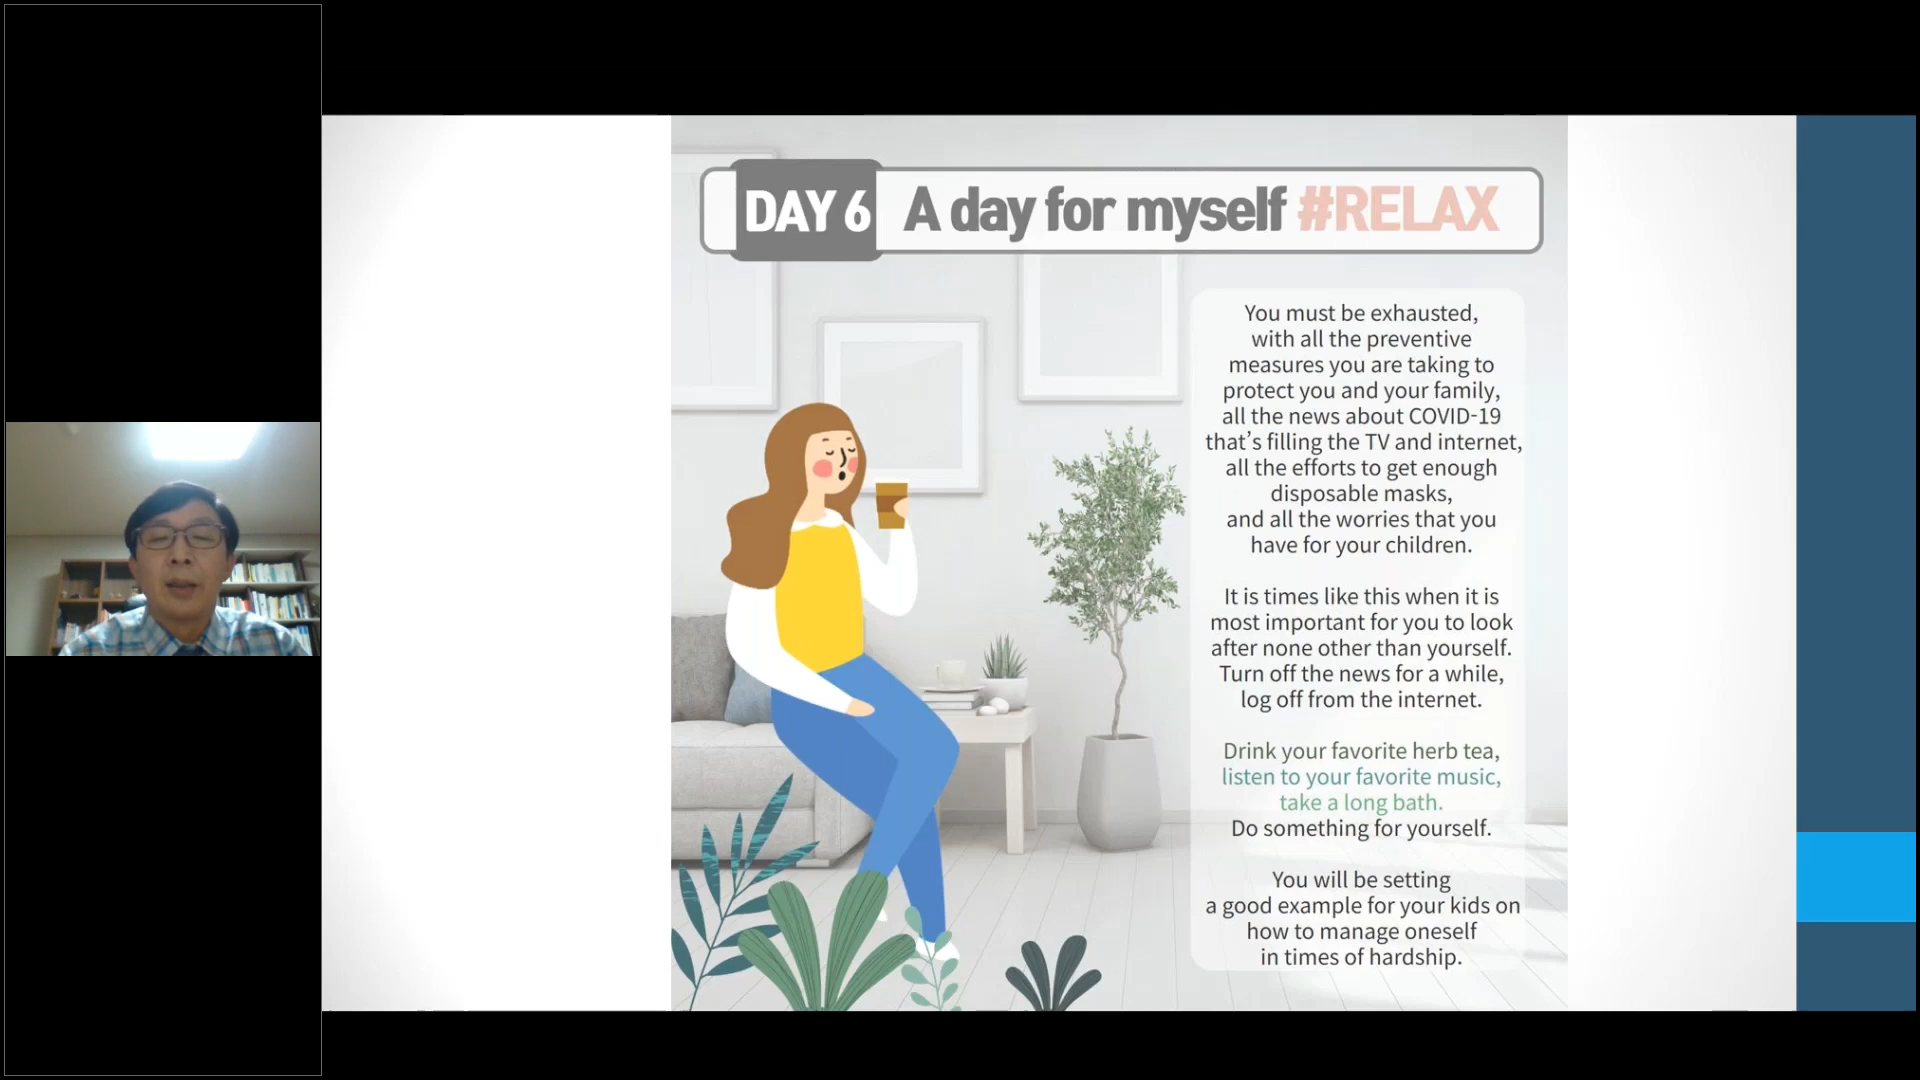 DAY 6 A day for myself #RELAX
You must be exhausted,
with all the preventive
measures you are taking to
protect you and your family,
all the news about COVID-19
that's filling the TV and internet,
all the efforts to get enough
disposable masks,
and all the worries that you
have for your children.
It is times like this when it is
most important for you to look
after none other than yourself.
Turn off the news for a while,
log off from the internet.
Drink your favorite herb tea,
listen to your favorite music,
take a long bath.
Do something for yourself.
You will be setting
a good example for your kids on
how to manage oneself
in times of hardship.